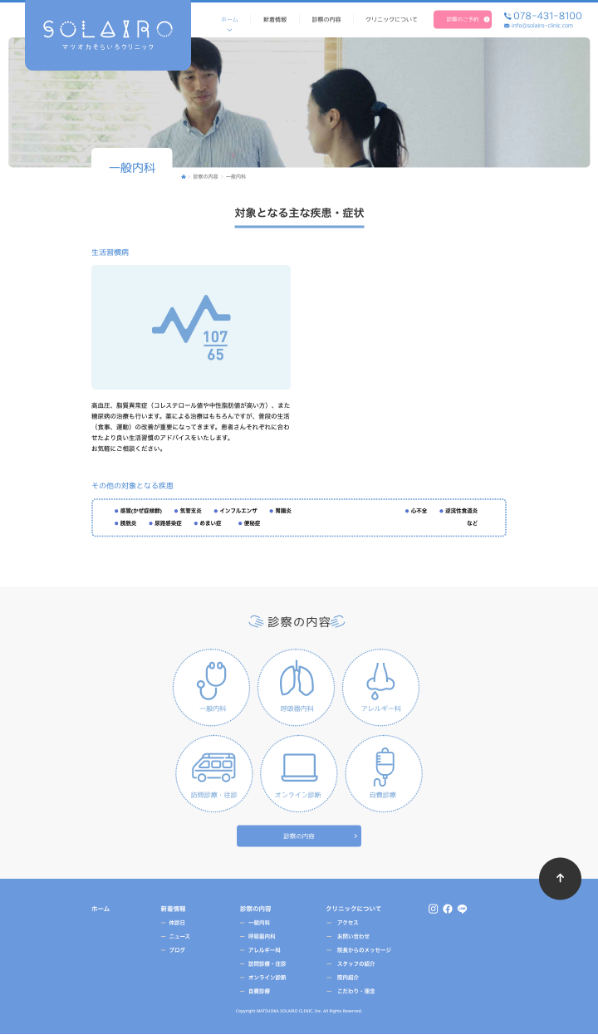 SOLAIRO
マツオカそらいろクリニック
ホーム
新着情報
診察の内容
クリニックについて
診察のご予約
078-431-8100
info@solairo-clinic.com
一般内科
診察の内容
一般内科
対象となる主な疾患・症状
生活習慣病
107
65
高血圧、脂質異常症（コレステロール値や中性脂肪値が高い方）、また
糖尿病の治療も行います。薬による治療はもちろんですが、普段の生活
（食事、運動）の改善が重要になってきます。患者さんそれぞれに合わ
せたより良い生活習慣のアドバイスをいたします。
お気軽にご相談ください。
その他の対象となる疾患
感冒(かぜ症候群) 気管支炎 インフルエンザ 胃腸炎 心不全 逆流性食道炎
膀胱炎 尿路感染症 めまい症 便秘症 など
診察の内容
一般内科
呼吸器内科
アレルギー科
訪問診療・往診
オンライン診断
自費診療
診察の内容
ホーム
新着情報
診察の内容
クリニックについて
休診日
一般内科
アクセス
ニュース
呼吸器内科
お問い合わせ
ブログ
アレルギー科
院長からのメッセージ
訪問診療・往診
スタッフの紹介
オンライン診断
院内紹介
自費診療
こだわり・理念
Copyright MATSUOKA SOLAIRO CLINIC, Inc. All Rights Reserved.